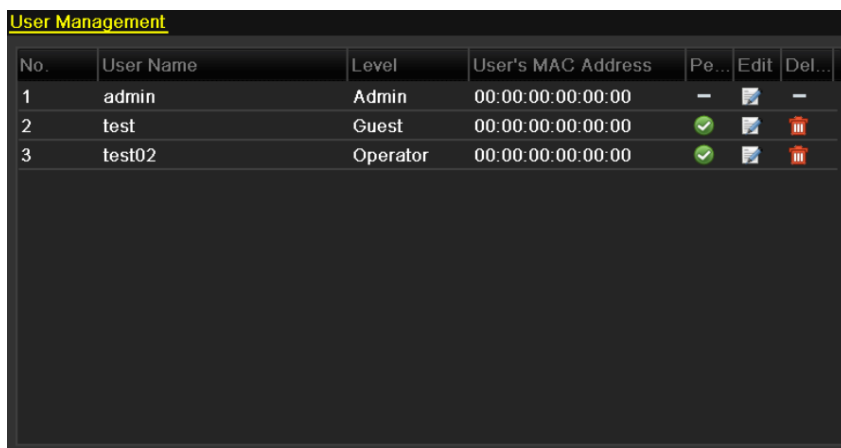 User Management
No. User Name Level User's MAC Address Pe... Edit Del...
1 admin Admin 00:00:00:00:00:00 –
2 test Guest 00:00:00:00:00:00
3 test02 Operator 00:00:00:00:00:00